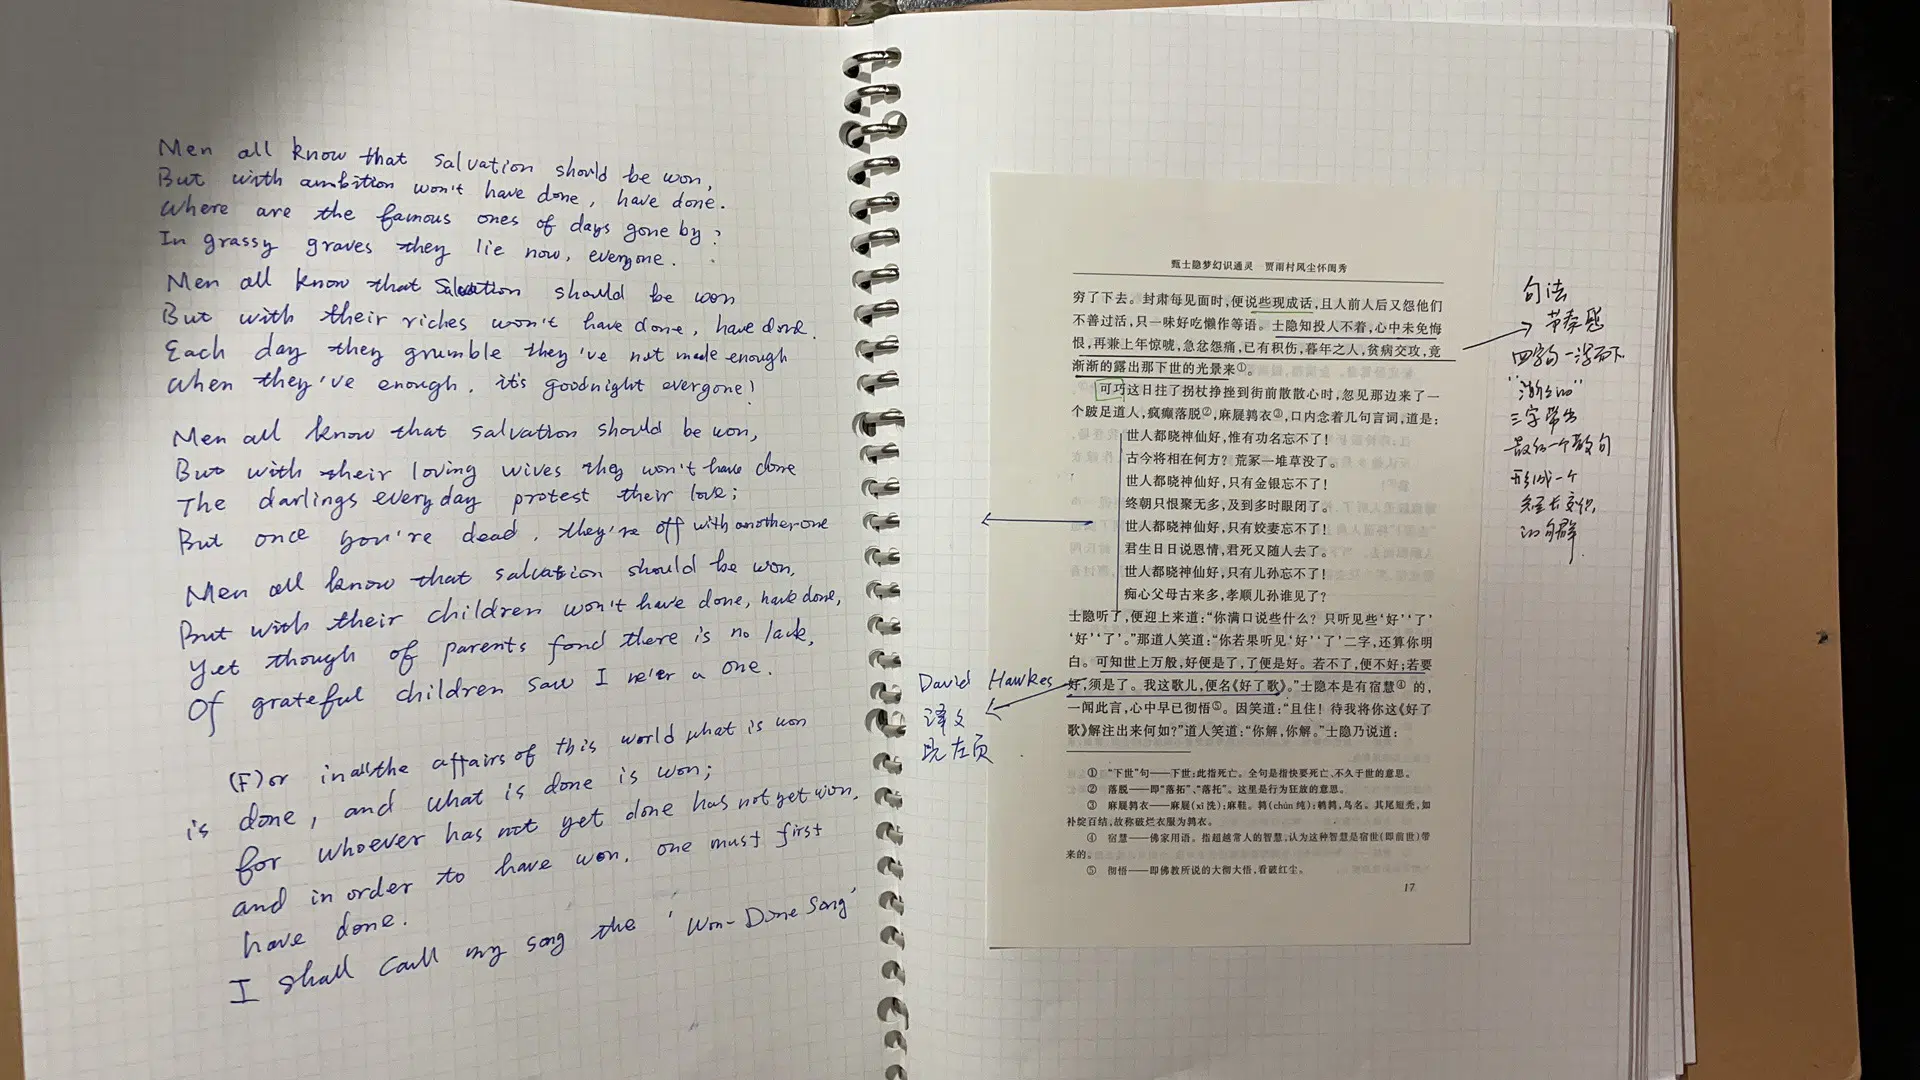 Men all know that salvation should be won,
But with ambition won't have done, have done.
Where are the famous ones of days gone by?
In grassy graves they lie now, everyone.
Men all know that Salvation should be won
But with their riches won't have done, have done.
Each day they grumble they've not made enough
When they've enough, it's goodnight everyone!
Men all know that salvation should be won,
But with their loving wives they won't have done
The darlings everyday protest their love;
But once you're dead, they're off with another one
Men all know that salvation should be won,
But with their children won't have done, have done,
Yet though of parents fond there is no lack,
Of grateful children saw I ne'er a one.
(F)or in all the affairs of this world what is won
is done, and what is done is won;
for whoever has not yet done has not yet won,
and in order to have won, one must first
have done.
I shall call my song the 'Won-Done Song'
甄士隐梦幻识通灵 贾雨村风尘怀闺秀
穷了下去。封肃每见面时,便说些现成话,且人前人后又怨他们
不善过活,只一味好吃懒作等语。士隐知投人不着,心中未免悔
恨,再兼上年惊唬,急忿怨痛,已有积伤,暮年之人,贫病交攻,竟
渐渐的露出那下世的光景来①。
可巧这日拄了拐杖挣挫到街前散散心时,忽见那边来了一
个跛足道人,疯癫落脱②,麻屣鹑衣③,口内念着几句言词,道是:
世人都晓神仙好,惟有功名忘不了!
古今将相在何方?荒冢一堆草没了。
世人都晓神仙好,只有金银忘不了!
终朝只恨聚无多,及到多时眼闭了。
世人都晓神仙好,只有姣妻忘不了!
君生日日说恩情,君死又随人去了。
世人都晓神仙好,只有儿孙忘不了!
痴心父母古来多,孝顺儿孙谁见了?
士隐听了,便迎上来道:“你满口说些什么?只听见些‘好’‘了’
‘好’‘了’。”那道人笑道:“你若果听见‘好’‘了’二字,还算你明
白。可知世上万般,好便是了,了便是好。若不了,便不好;若要
好,须是了。我这歌儿,便名《好了歌》。”士隐本是有宿慧④的,
一闻此言,心中早已彻悟⑤。因笑道:“且住!待我将你这《好了
歌》解注出来何如?”道人笑道:“你解,你解。”士隐乃说道:
① “下世”句——下世:此指死亡。全句是指快要死亡、不久于世的意思。
② 落脱——即“落拓”、“落托”。这里是行为狂放的意思。
③ 麻屣鹑衣——麻屣(xǐ洗):麻鞋。鹑(chún纯):鹌鹑,鸟名。其尾短秃,如
补绽百结,故称破烂衣服为鹑衣。
④ 宿慧——佛家用语。指超越常人的智慧,认为这种智慧是宿世(即前世)带
来的。
⑤ 彻悟——即佛教所说的大彻大悟,看破红尘。
17
David Hawkes
译文
见左页
句法
节奏感
四字句一泻而下
“渐渐的”
三字带出
最后一个散句
形成一个
长交织
的句群.